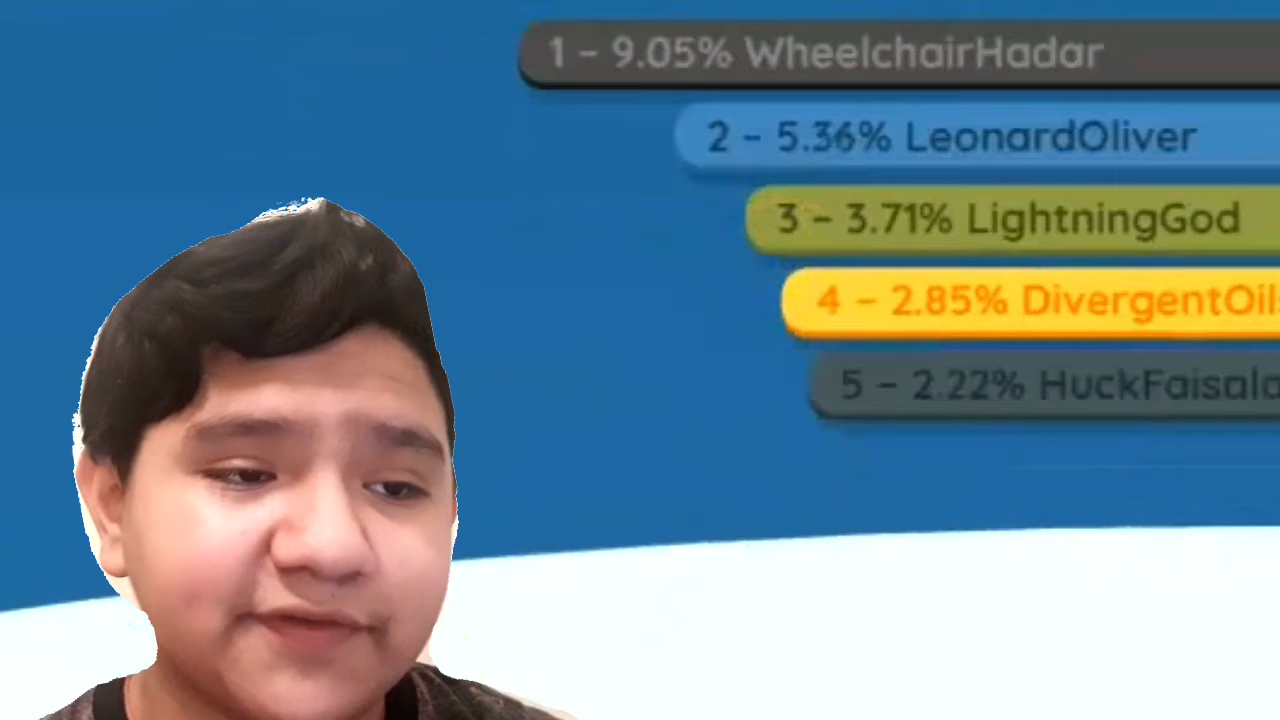 1 - 9.05% WheelchairHadar
2 - 5.36% LeonardOliver
3 - 3.71% LightningGod
4 - 2.85% DivergentOil
5 - 2.22% HuckFaisala